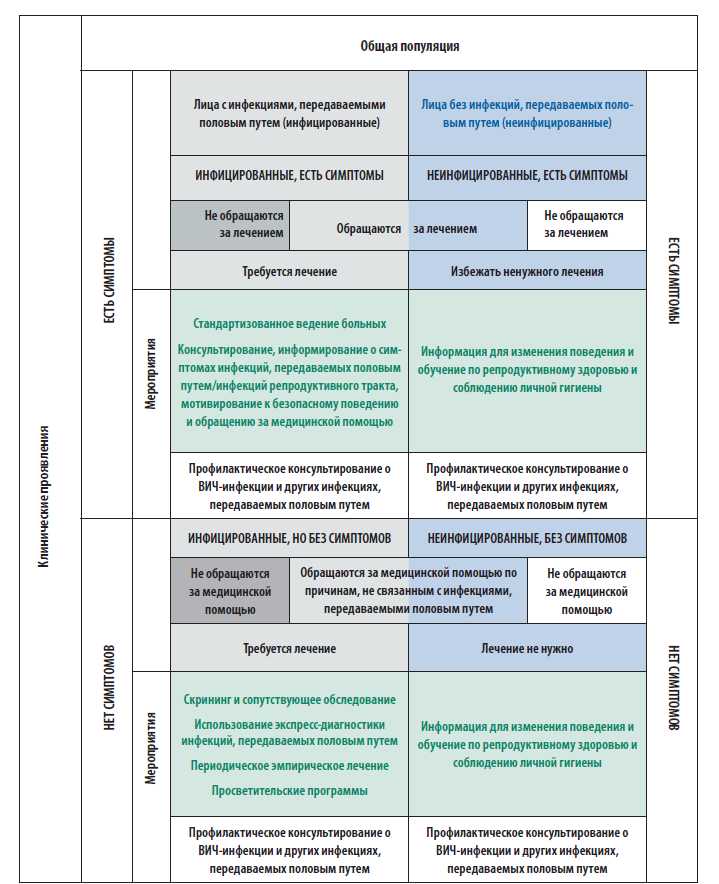 Общая популяция
Клинические проявления
ЕСТЬ СИМПТОМЫ
Лица с инфекциями, передаваемыми
половым путем (инфицированные)
Лица без инфекций, передаваемых поло-
вым путем (неинфицированные)
ЕСТЬ СИМПТОМЫ
ИНФИЦИРОВАННЫЕ, ЕСТЬ СИМПТОМЫ
НЕИНФИЦИРОВАННЫЕ, ЕСТЬ СИМПТОМЫ
Не обращаются
за лечением
Обращаются за лечением
Не обращаются
за лечением
Требуется лечение
Избежать ненужного лечения
Мероприятия
Стандартизованное ведение больных
Консультирование, информирование о сим-
птомах инфекций, передаваемых половым
путем/инфекций репродуктивного тракта,
мотивирование к безопасному поведению
и обращению за медицинской помощью
Информация для изменения поведения и
обучение по репродуктивному здоровью и
соблюдению личной гигиены
Профилактическое консультирование о
ВИЧ-инфекции и других инфекциях,
передаваемых половым путем
Профилактическое консультирование о
ВИЧ-инфекции и других инфекциях,
передаваемых половым путем
НЕТ СИМПТОМОВ
ИНФИЦИРОВАННЫЕ, НО БЕЗ СИМПТОМОВ
НЕИНФИЦИРОВАННЫЕ, БЕЗ СИМПТОМОВ
НЕТ СИМПТОМОВ
Не обращаются
за медицинской
помощью
Обращаются за медицинской помощью по
причинам, не связанным с инфекциями,
передаваемыми половым путем
Не обращаются
за медицинской
помощью
Требуется лечение
Лечение не нужно
Мероприятия
Скрининг и сопутствующее обследование
Использование экспресс-диагностики
инфекций, передаваемых половым путем
Периодическое эмпирическое лечение
Просветительские программы
Информация для изменения поведения и
обучение по репродуктивному здоровью и
соблюдению личной гигиены
Профилактическое консультирование о
ВИЧ-инфекции и других инфекциях,
передаваемых половым путем
Профилактическое консультирование о
ВИЧ-инфекции и других инфекциях,
передаваемых половым путем